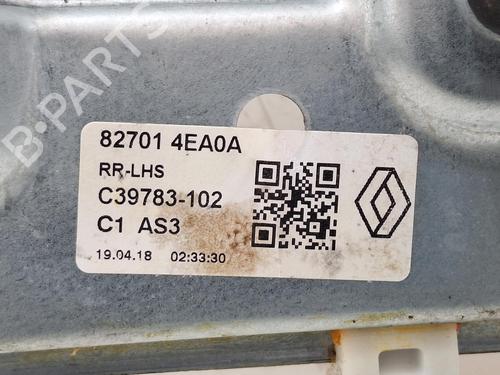 B-PARTS
82701 4EA0A
RR-LHS
C39783-102
C1 AS3
19.04.18 02:33:30